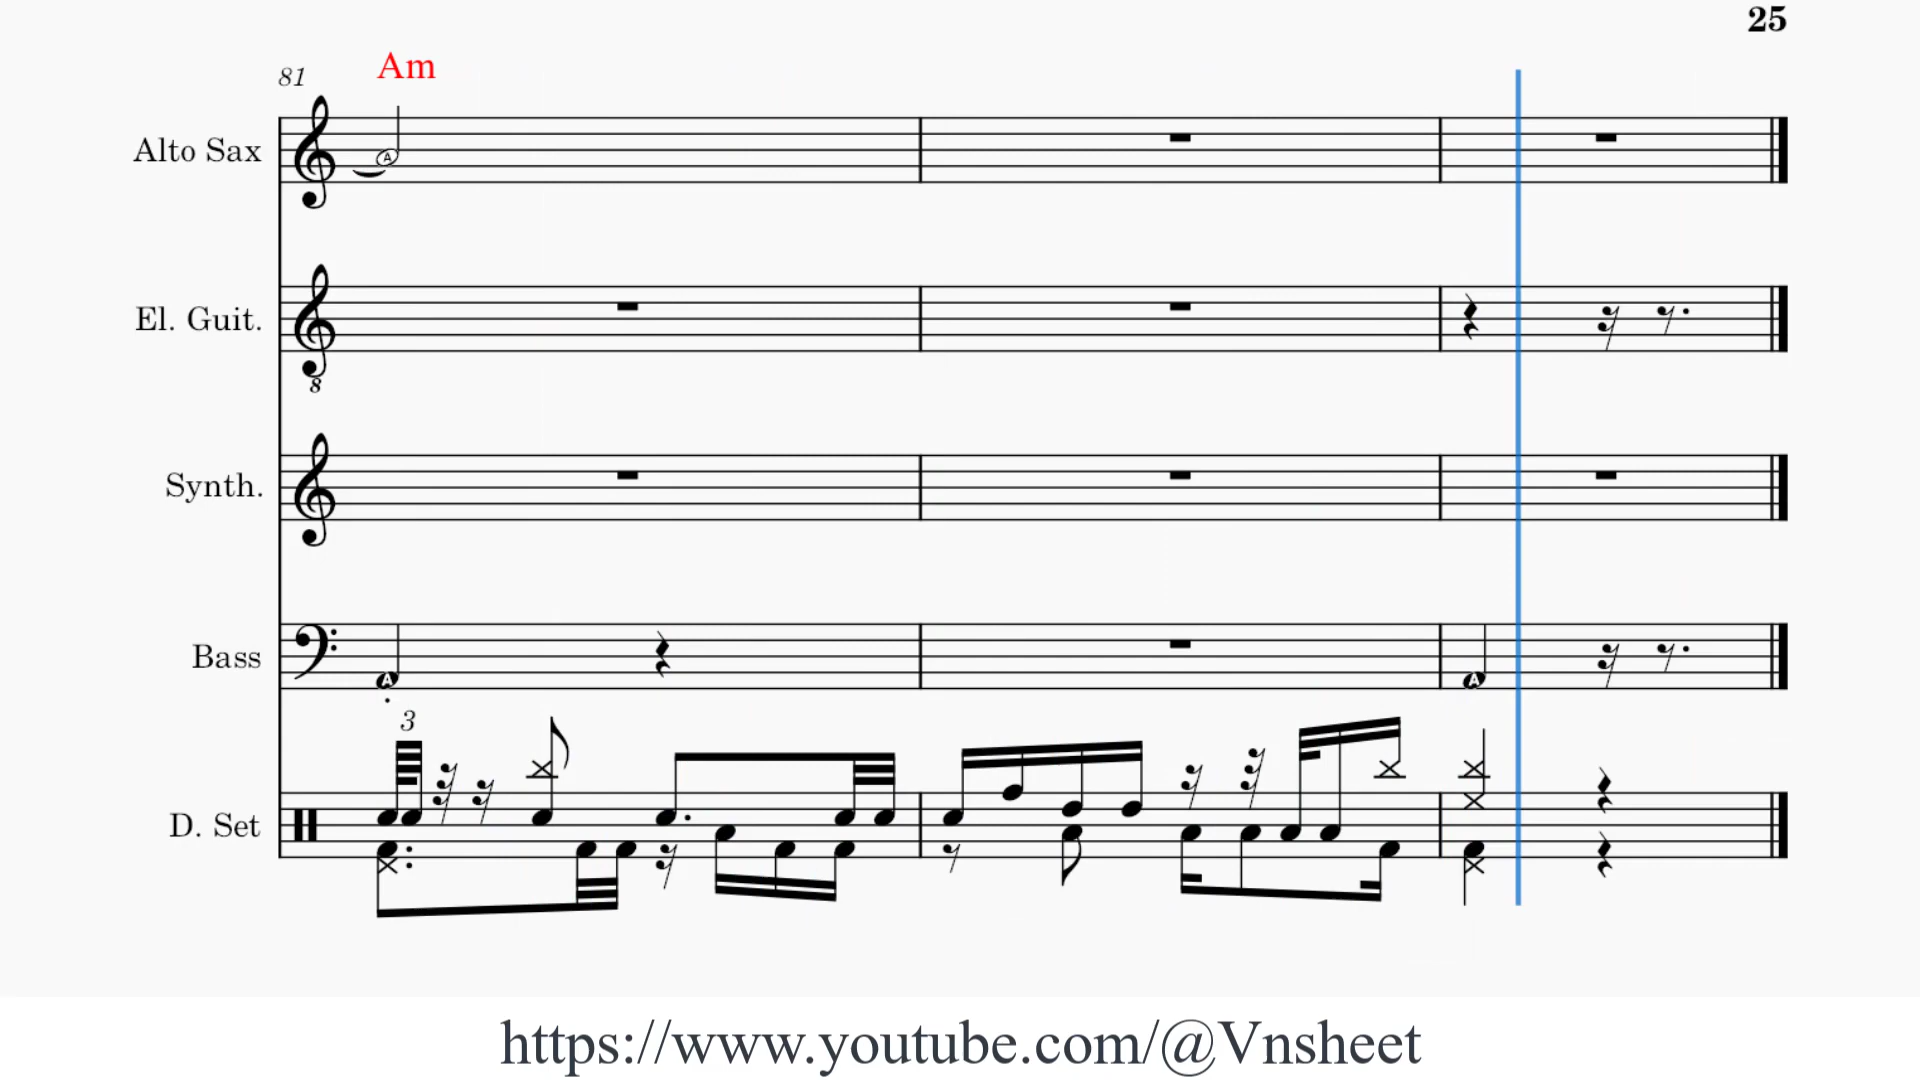 25
81
Am
Alto Sax
A
El. Guit.
8
Synth.
Bass
A
A
3
D. Set
https://www.youtube.com/@Vnsheet